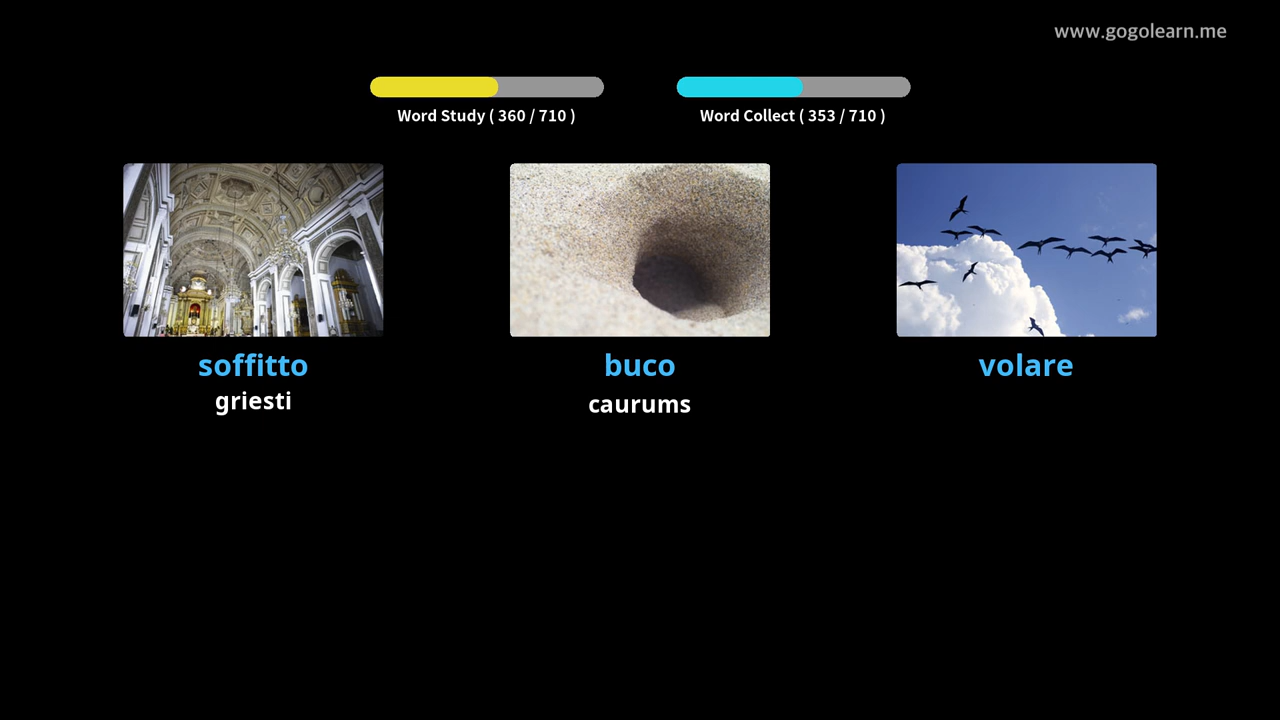 www.gogolearn.me
Word Study ( 360 / 710 )
Word Collect ( 353 / 710 )
soffitto
buco
volare
griesti
caurums